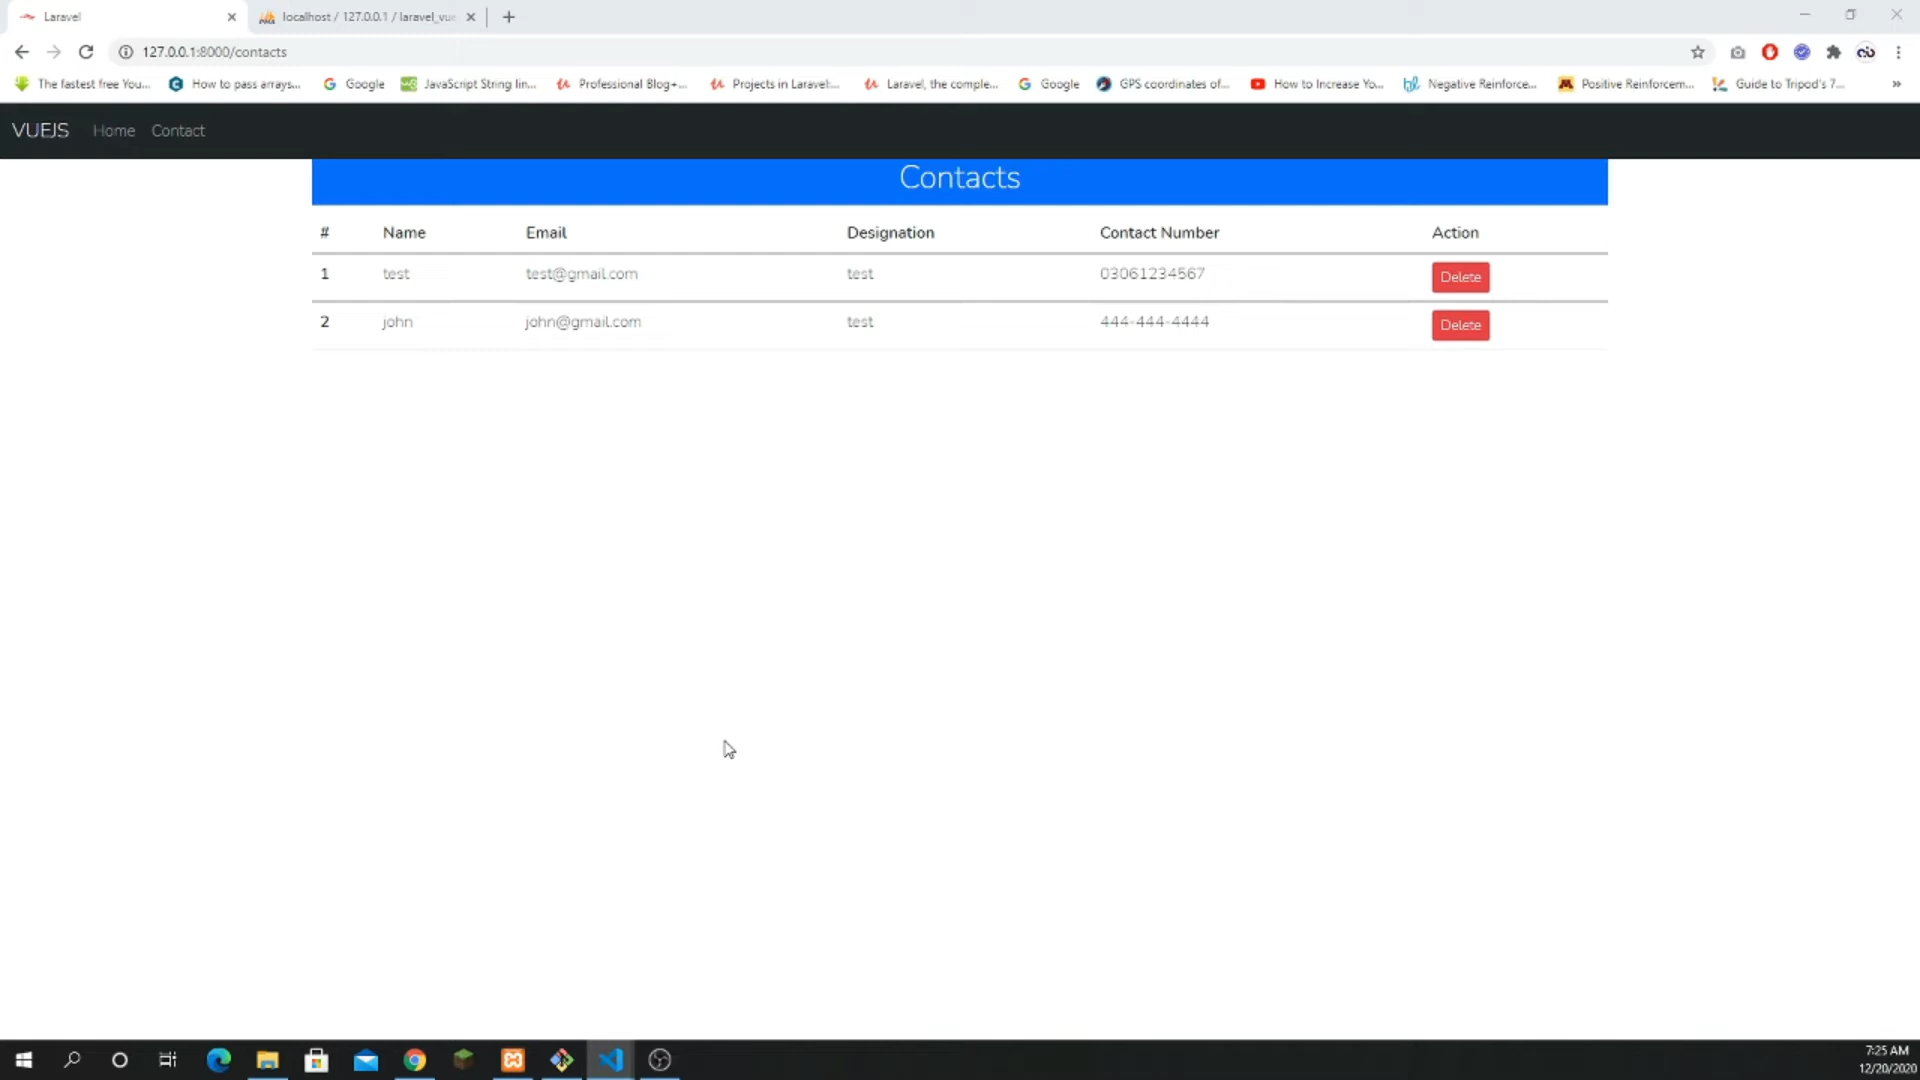 Laravel
localhost / 127.0.0.1 / laravel_vue
127.0.0.1:8000/contacts
The fastest free You... How to pass arrays... Google JavaScript String lin... Professional Blog+... Projects in Laravel:... Laravel, the comple... Google GPS coordinates of... How to Increase Yo... Negative Reinforce... Positive Reinforcem... Guide to Tripod's 7... »
VUEJS Home Contact
Contacts
# Name Email Designation Contact Number Action
1 test test@gmail.com test 03061234567 Delete
2 john john@gmail.com test 444-444-4444 Delete
7:25 AM
12/20/2020